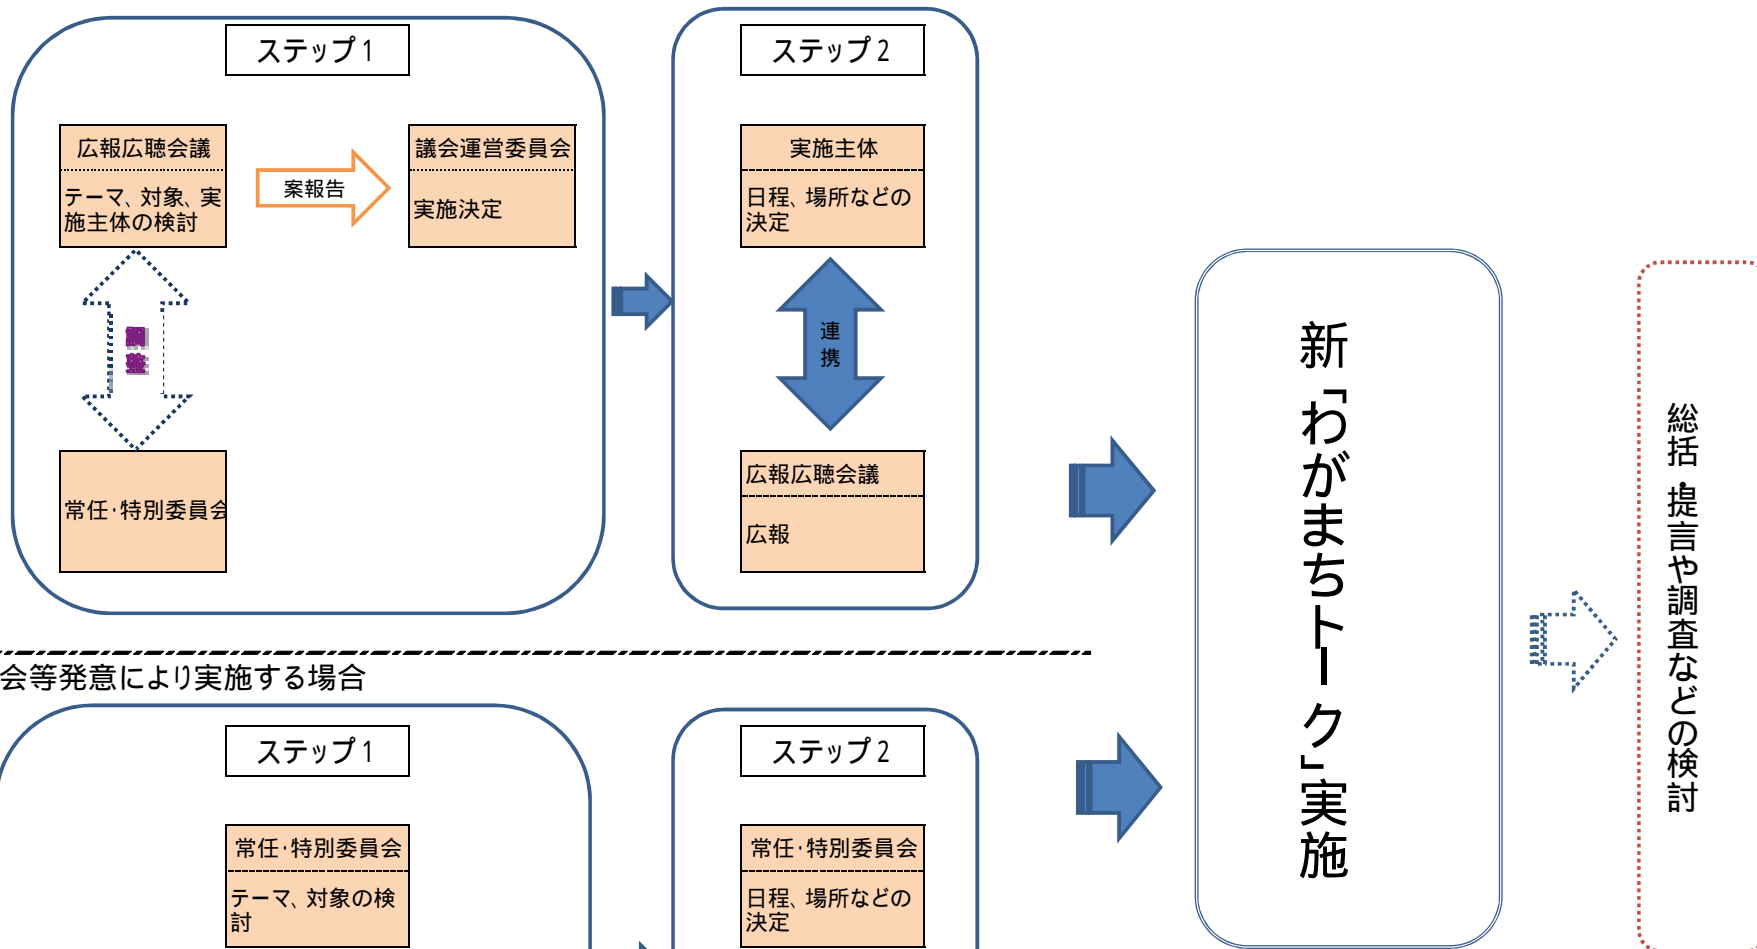 ステップ1
広報広聴会議
テーマ、対象、実
施主体の検討
案報告
議会運営委員会
実施決定
調整
常任・特別委員会
ステップ2
実施主体
日程、場所などの
決定
連携
広報広聴会議
広報
会等発意により実施する場合
ステップ1
常任・特別委員会
テーマ、対象の検
討
ステップ2
常任・特別委員会
日程、場所などの
決定
新「わがまちトーク」実施
総括・提言や調査などの検討